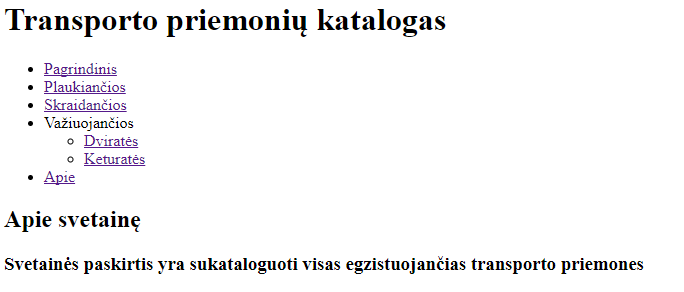 Transporto priemonių katalogas
Pagrindinis
Plaukiančios
Skraidančios
Važiuojančios
Dviratės
Keturatės
Apie
Apie svetainę
Svetainės paskirtis yra sukataloguoti visas egzistuojančias transporto priemones